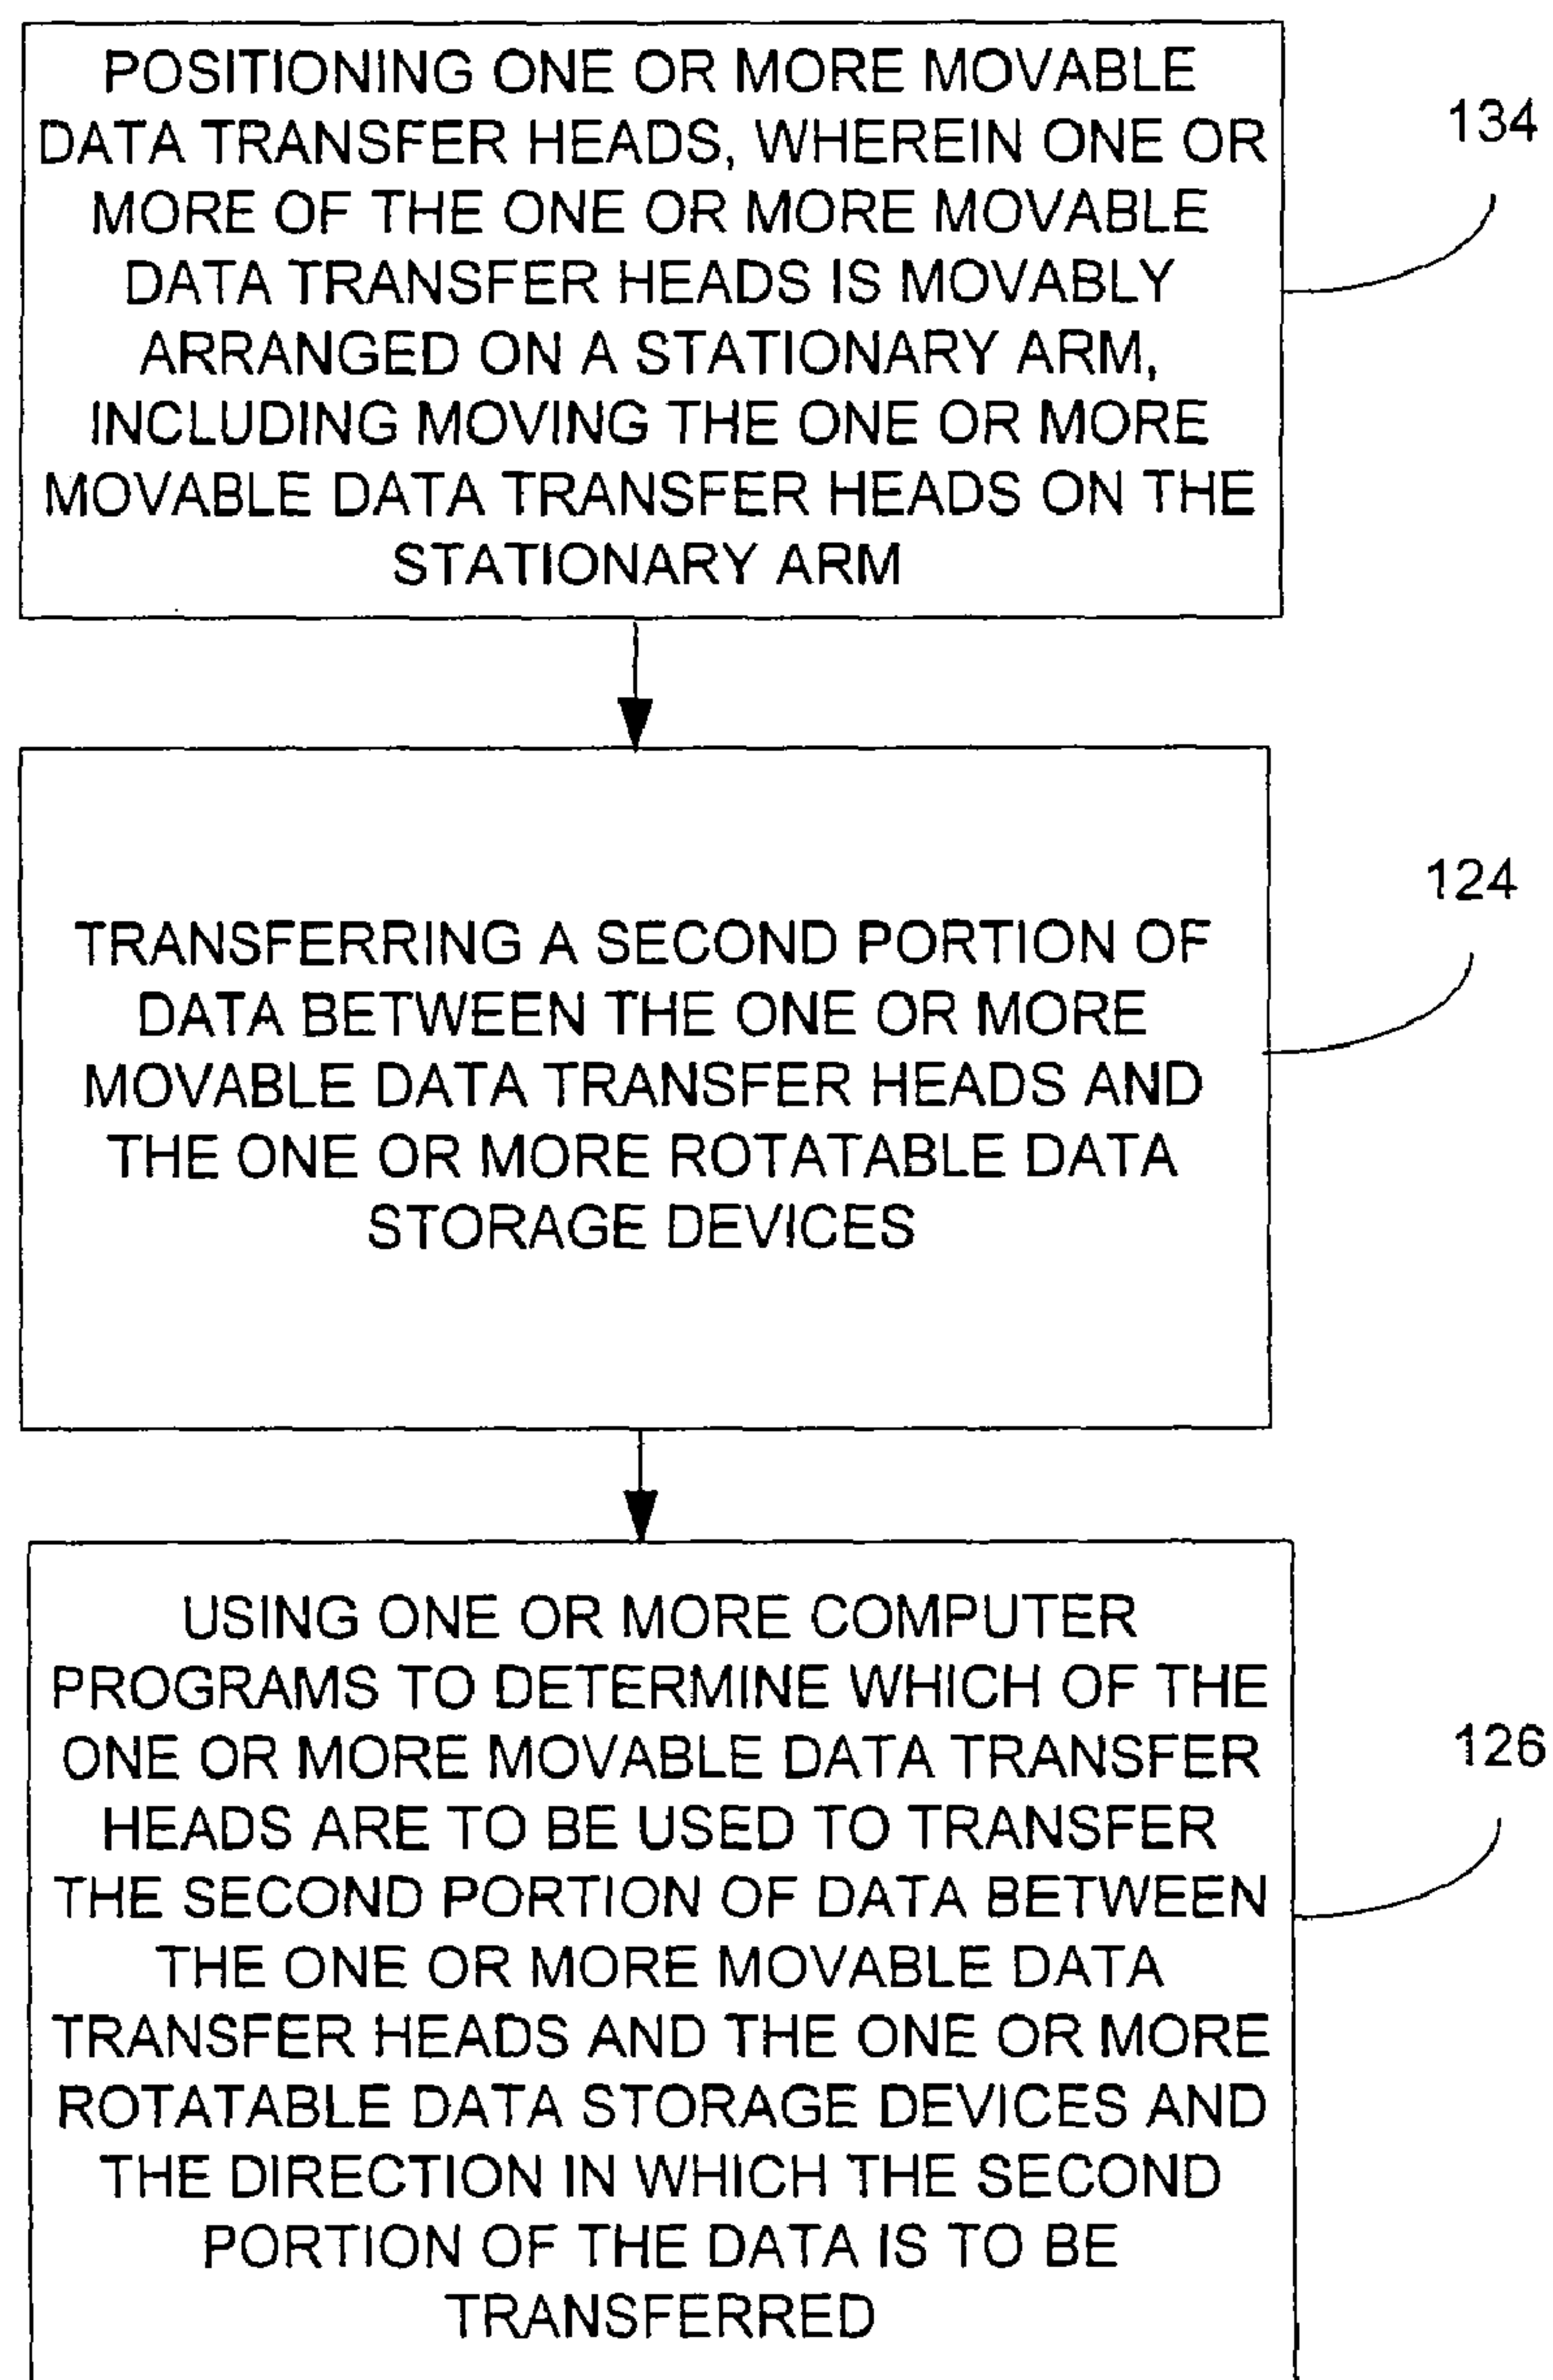 POSITIONING ONE OR MORE MOVABLE
DATA TRANSFER HEADS, WHEREIN ONE OR
MORE OF THE ONE OR MORE MOVABLE
DATA TRANSFER HEADS IS MOVABLY
ARRANGED ON A STATIONARY ARM,
INCLUDING MOVING THE ONE OR MORE
MOVABLE DATA TRANSFER HEADS ON THE
STATIONARY ARM
134
TRANSFERRING A SECOND PORTION OF
DATA BETWEEN THE ONE OR MORE
MOVABLE DATA TRANSFER HEADS AND
THE ONE OR MORE ROTATABLE DATA
STORAGE DEVICES
124
USING ONE OR MORE COMPUTER
PROGRAMS TO DETERMINE WHICH OF THE
ONE OR MORE MOVABLE DATA TRANSFER
HEADS ARE TO BE USED TO TRANSFER
THE SECOND PORTION OF DATA BETWEEN
THE ONE OR MORE MOVABLE DATA
TRANSFER HEADS AND THE ONE OR MORE
ROTATABLE DATA STORAGE DEVICES AND
THE DIRECTION IN WHICH THE SECOND
PORTION OF THE DATA IS TO BE
TRANSFERRED
126